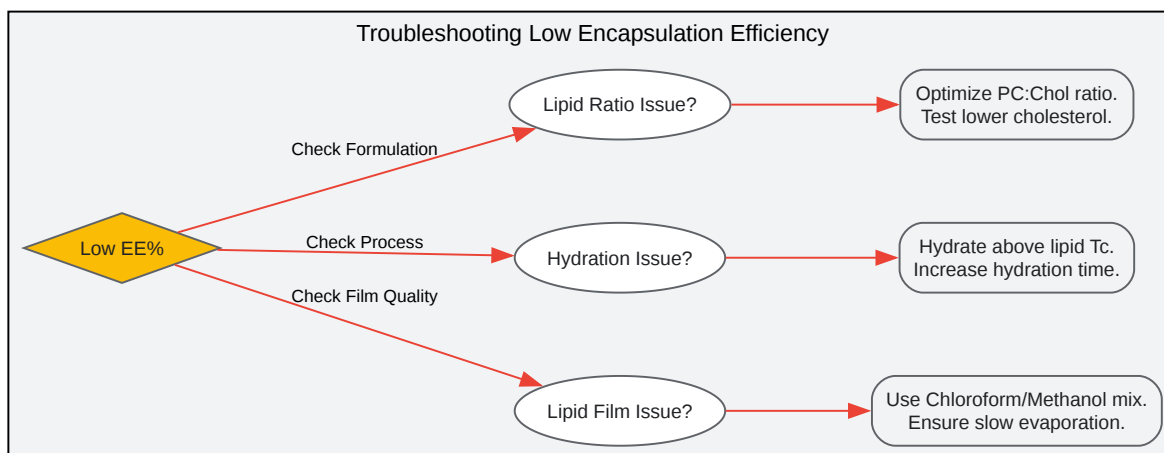 Troubleshooting Low Encapsulation Efficiency
Lipid Ratio Issue?
Optimize PC:Chol ratio.
Test lower cholesterol.
Check Formulation
Low EE%
Check Process
Hydration Issue?
Hydrate above lipid Tc.
Increase hydration time.
Check Film Quality
Lipid Film Issue?
Use Chloroform/Methanol mix.
Ensure slow evaporation.